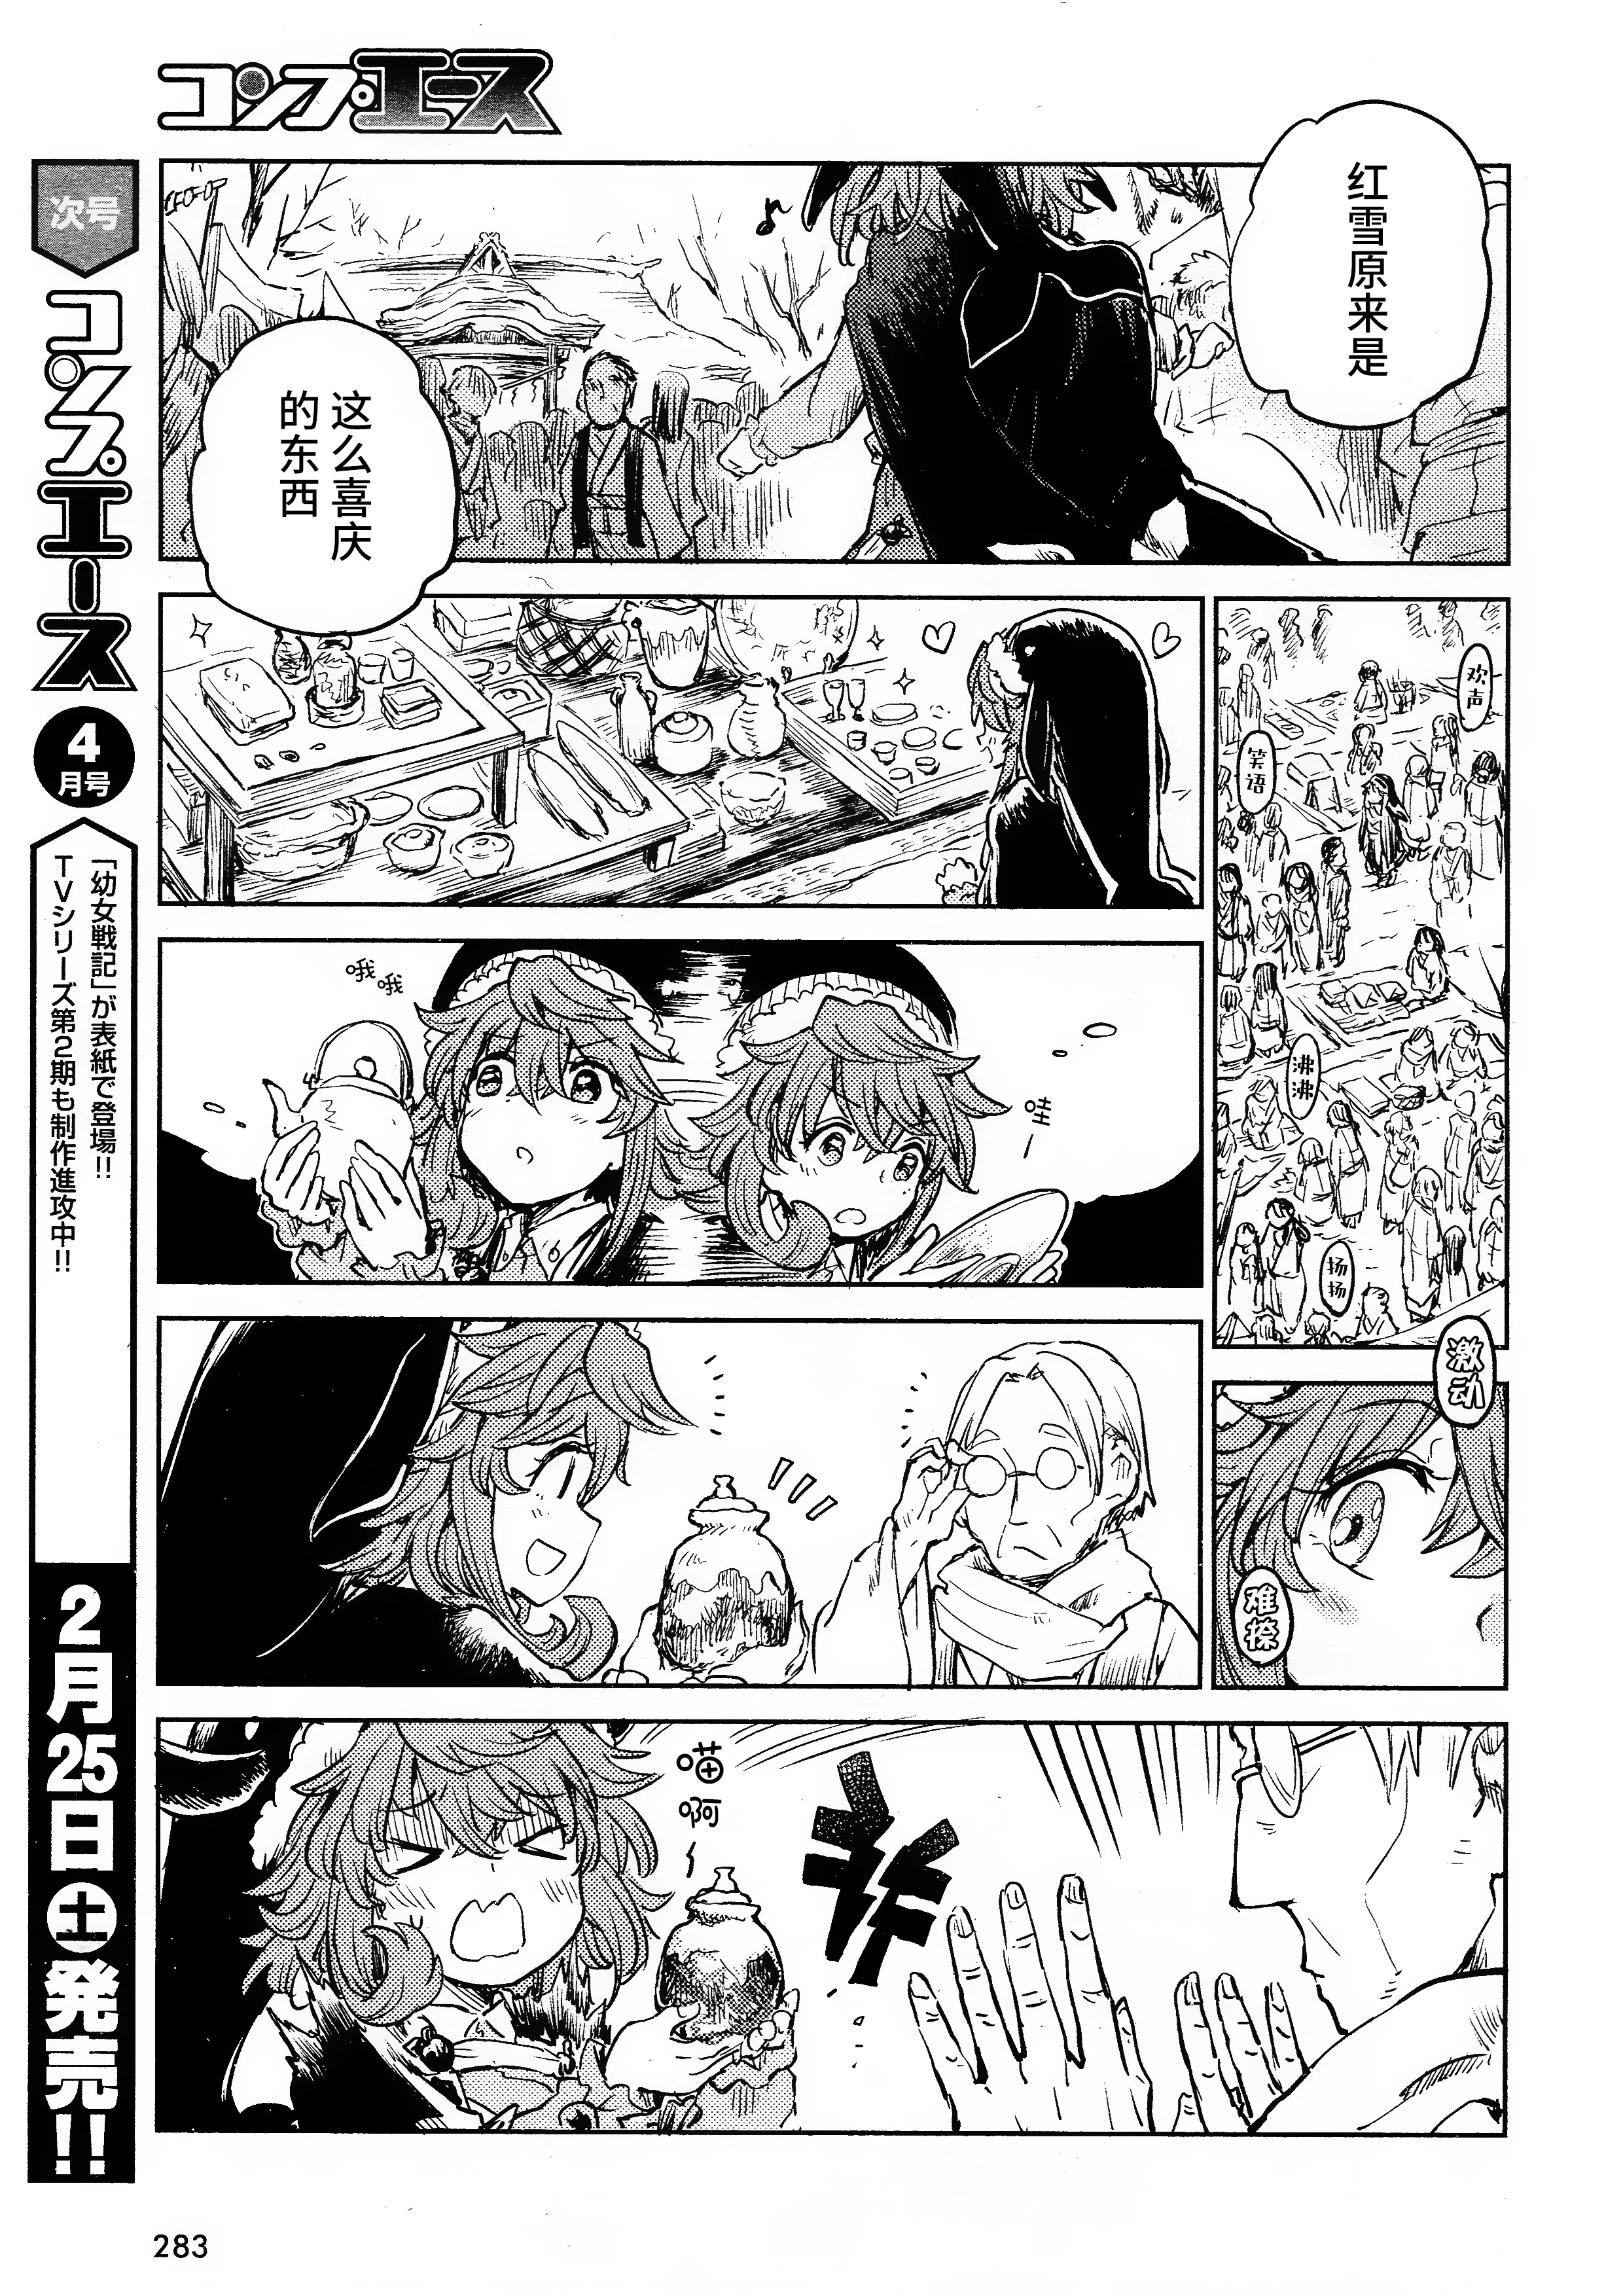 コンプエース
红雪原来是
这么喜庆
的东西
欢声
笑语
沸沸
扬扬
哦哦
哇ー
激动
难捺
喵啊
次号
コンプエース
4月号
「幼女戦記」が表紙で登場!!
TVシリーズ第2期も制作進攻中!!
2月25日土発売!!
283